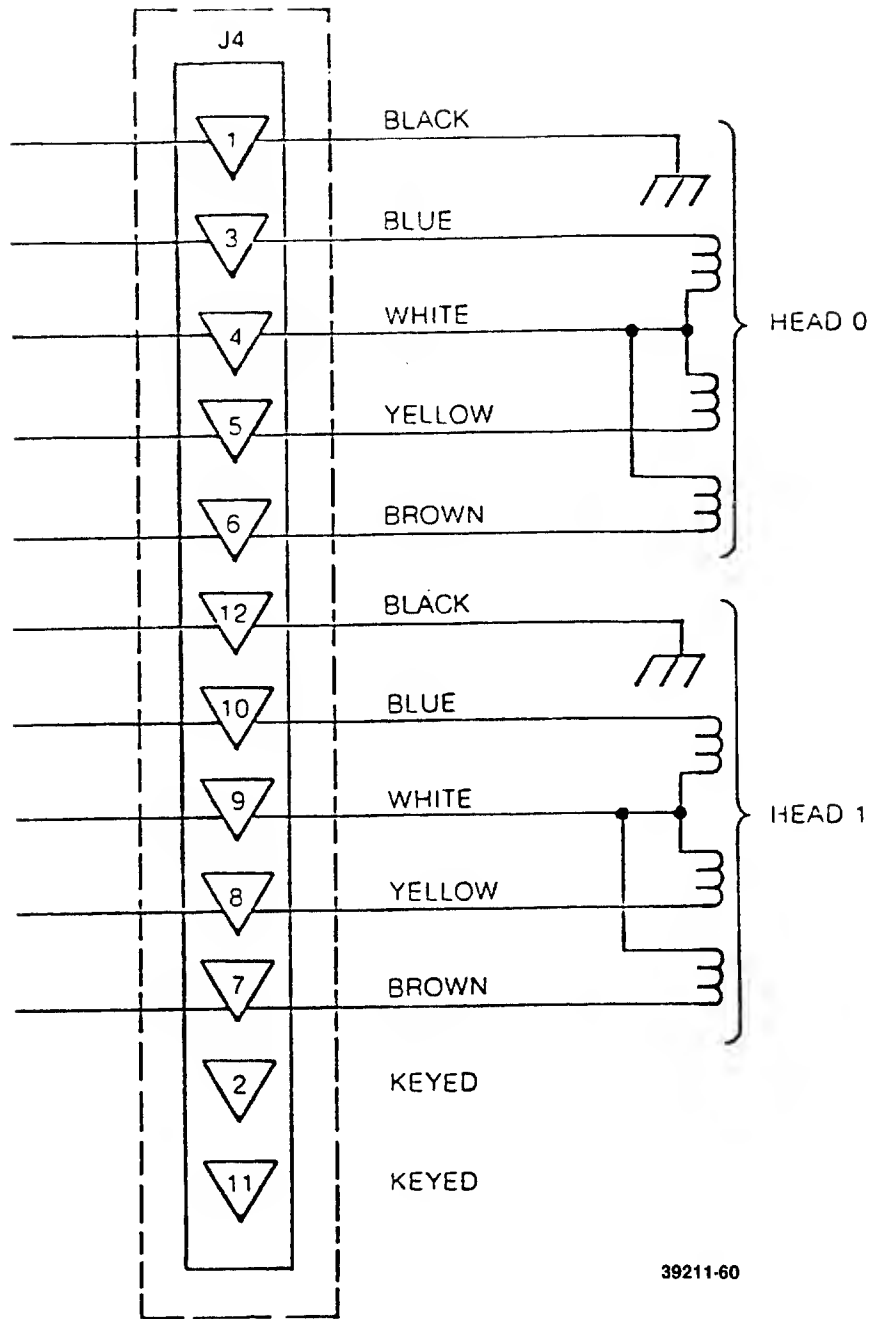 J4
1 BLACK
3 BLUE
4 WHITE
HEAD 0
5 YELLOW
6 BROWN
12 BLACK
10 BLUE
9 WHITE
HEAD 1
8 YELLOW
7 BROWN
2 KEYED
11 KEYED
39211-60